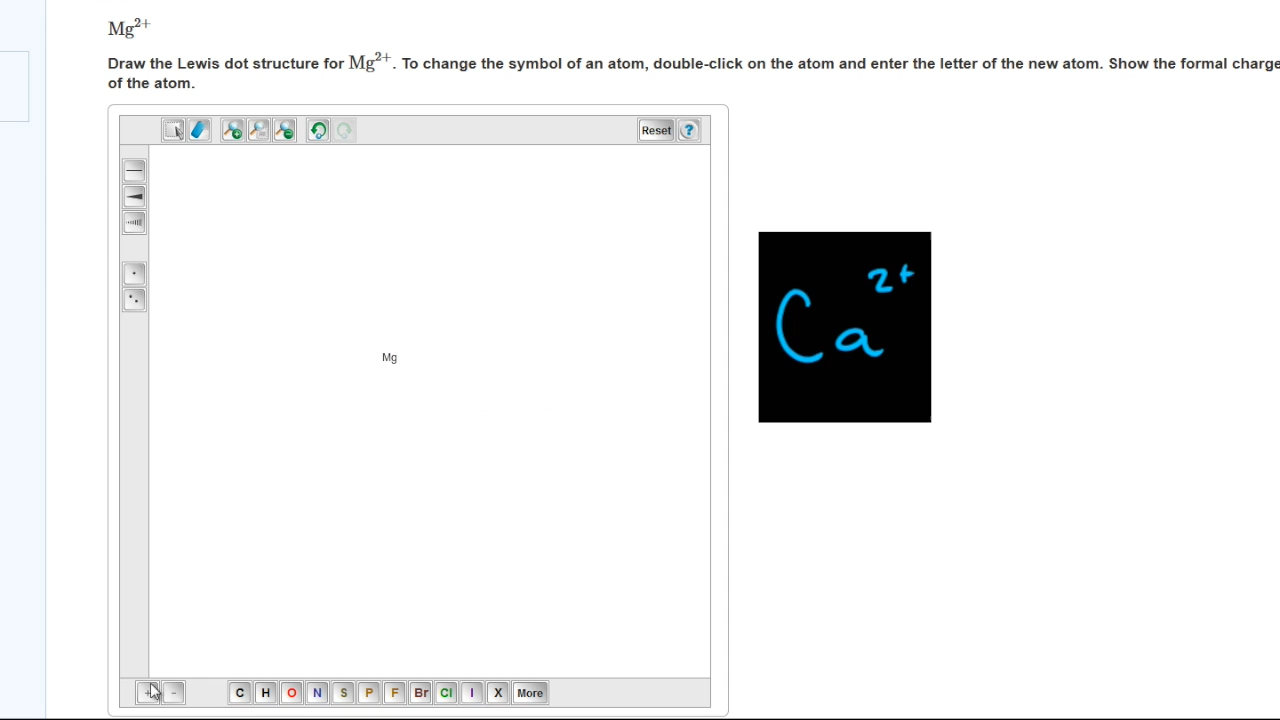 Mg2+
Draw the Lewis dot structure for Mg2+. To change the symbol of an atom, double-click on the atom and enter the letter of the new atom. Show the formal charge
of the atom.
Reset ?
Mg
Ca2+
+ - C H O N S P F Br Cl I X More